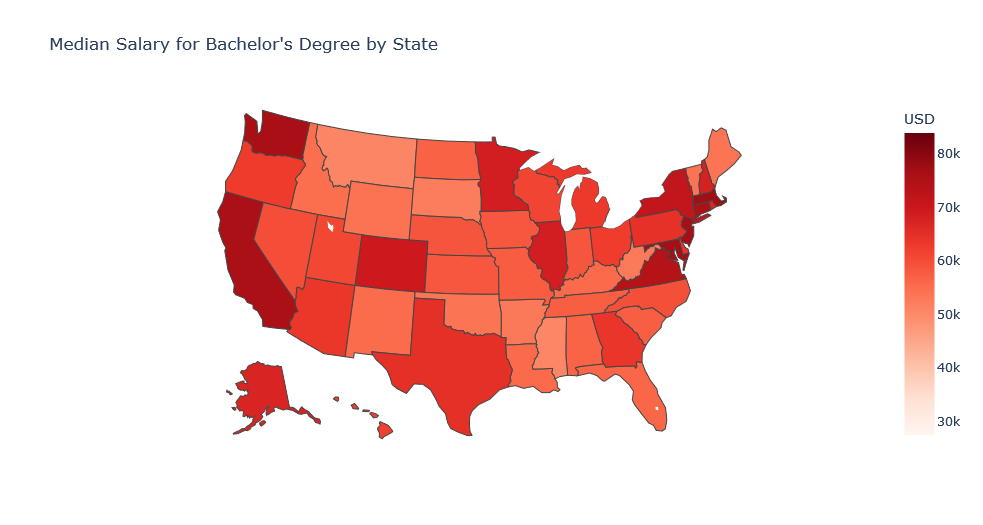 Median Salary for Bachelor's Degree by State
USD
80k
70k
60k
50k
40k
30k